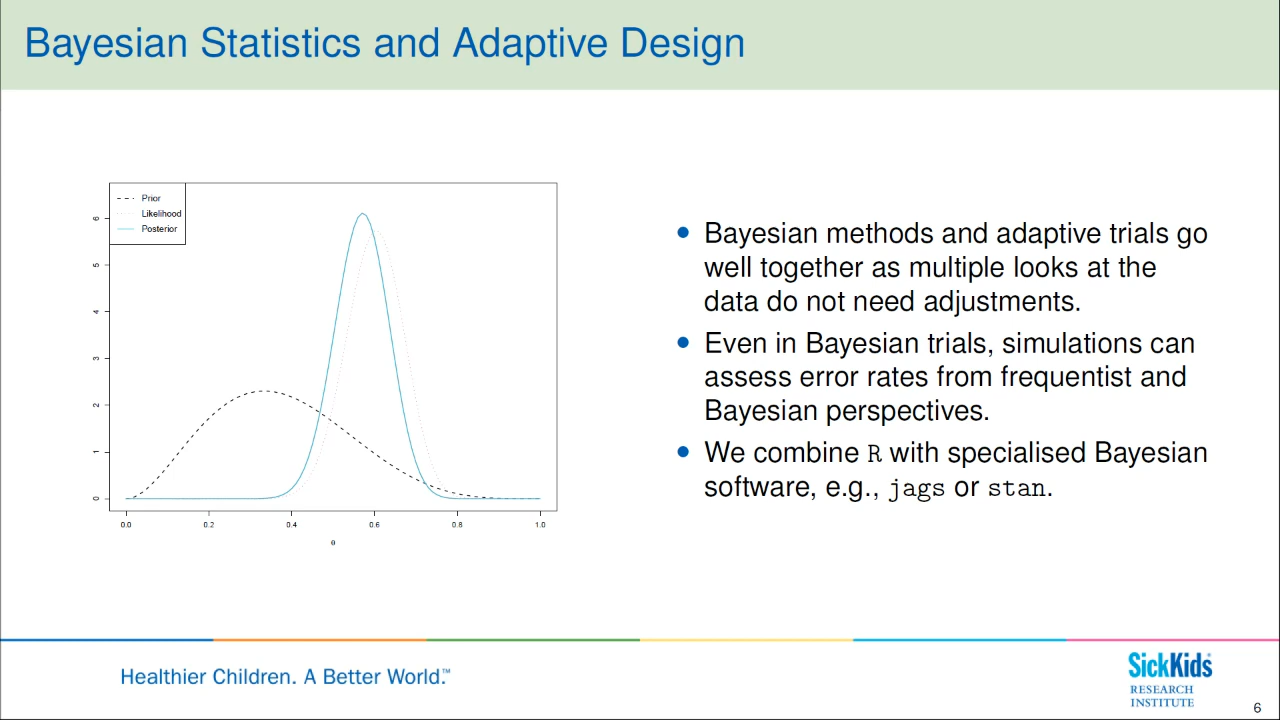 Bayesian Statistics and Adaptive Design
Prior
Likelihood
Posterior
6
5
4
3
2
1
0
0.0 0.2 0.4 0.6 0.8 1.0
θ
• Bayesian methods and adaptive trials go
well together as multiple looks at the
data do not need adjustments.
• Even in Bayesian trials, simulations can
assess error rates from frequentist and
Bayesian perspectives.
• We combine R with specialised Bayesian
software, e.g., jags or stan.
Healthier Children. A Better World.™
SickKids®
RESEARCH
INSTITUTE
6